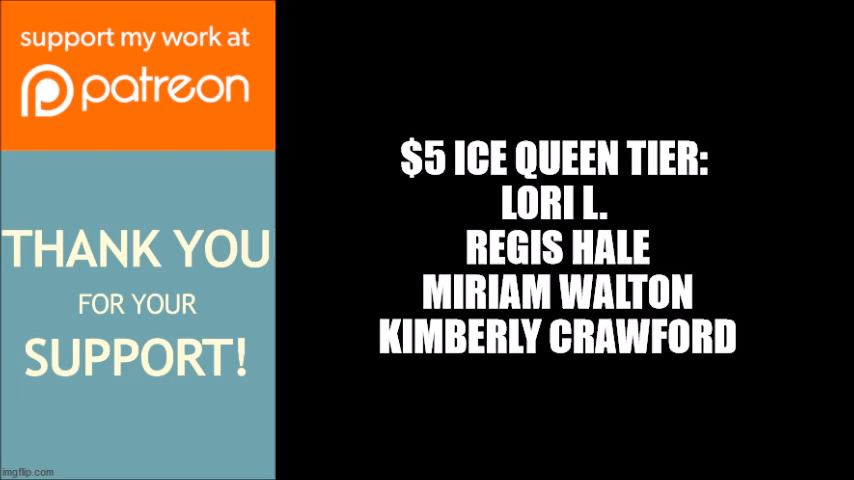 support my work at
patreon
THANK YOU
FOR YOUR
SUPPORT!
$5 ICE QUEEN TIER:
LORI L.
REGIS HALE
MIRIAM WALTON
KIMBERLY CRAWFORD
imgflip.com